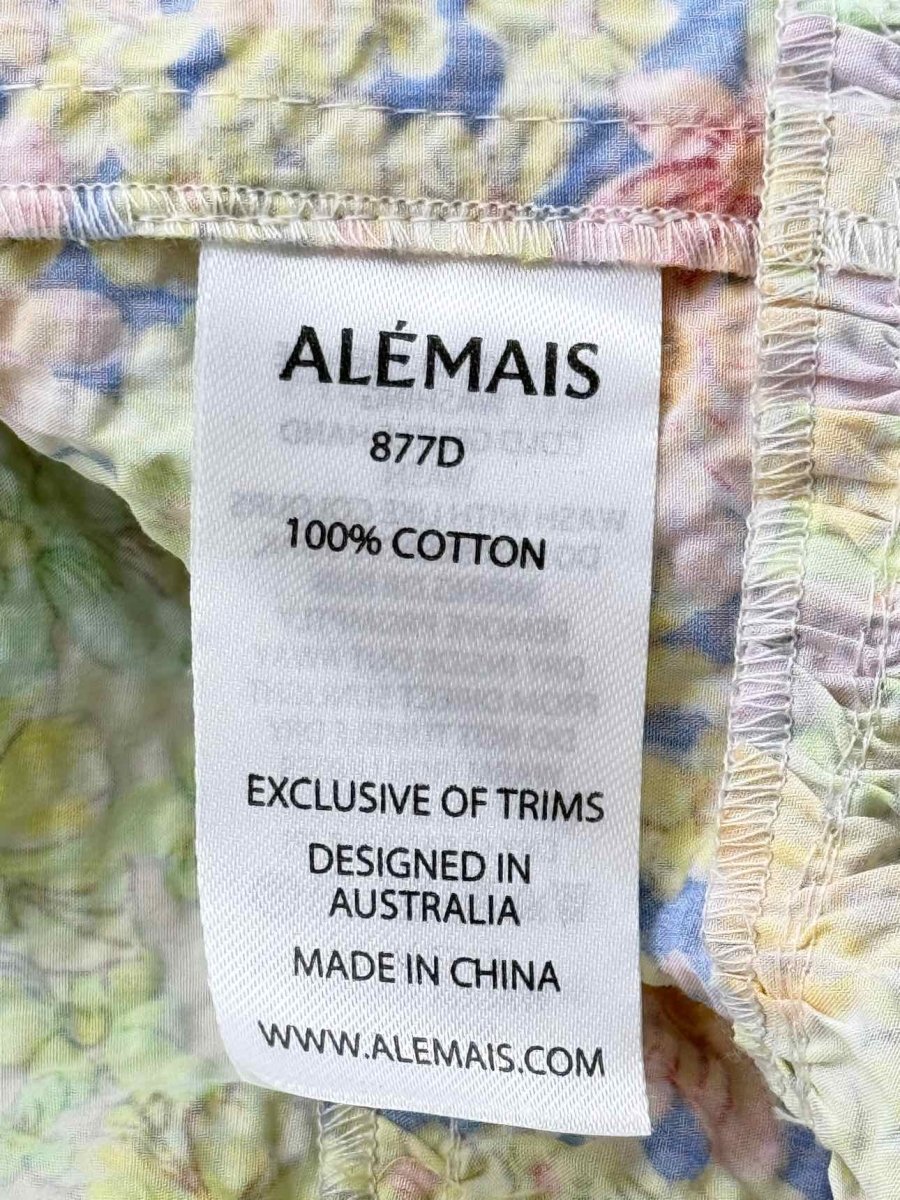 ALÉMAIS
877D
100% COTTON
EXCLUSIVE OF TRIMS
DESIGNED IN
AUSTRALIA
MADE IN CHINA
WWW.ALEMAIS.COM